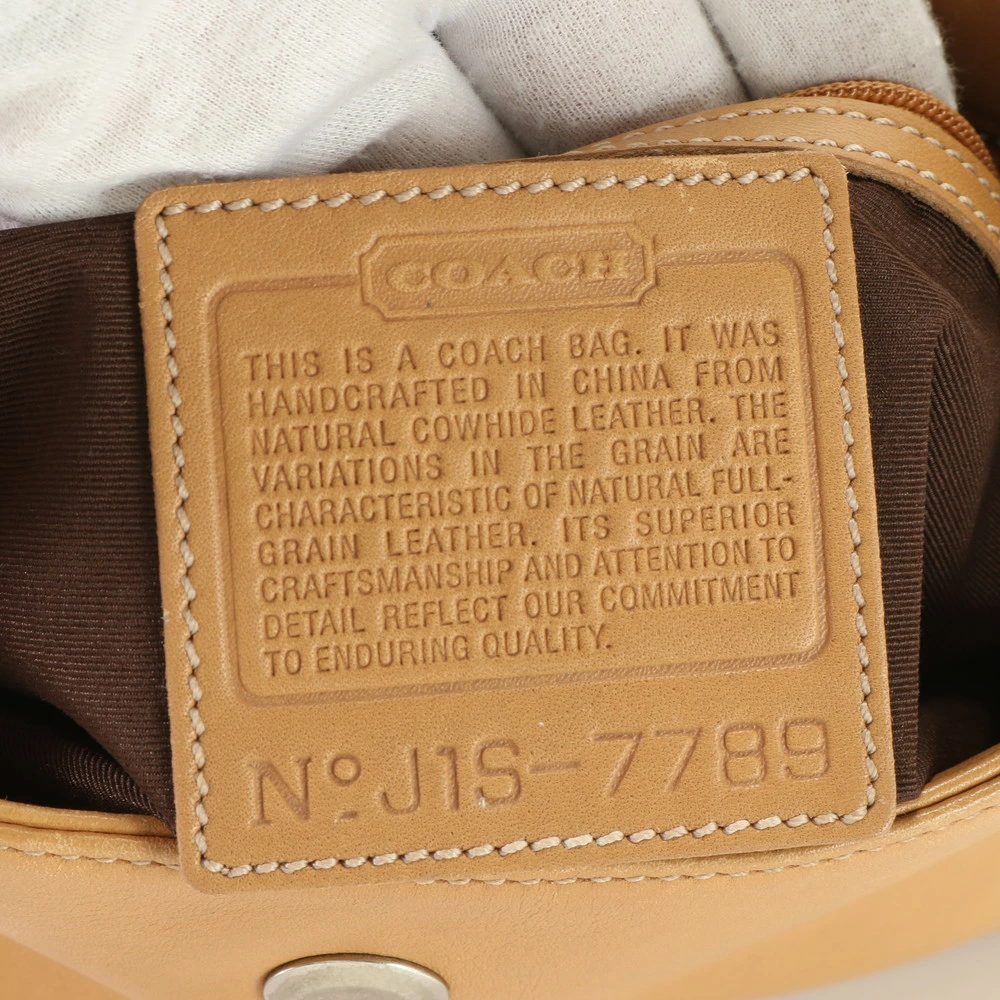 COACH
THIS IS A COACH BAG. IT WAS
HANDCRAFTED IN CHINA FROM
NATURAL COWHIDE LEATHER. THE
VARIATIONS IN THE GRAIN ARE
CHARACTERISTIC OF NATURAL FULL-
GRAIN LEATHER. ITS SUPERIOR
CRAFTSMANSHIP AND ATTENTION TO
DETAIL REFLECT OUR COMMITMENT
TO ENDURING QUALITY.
Nº J1S-7789